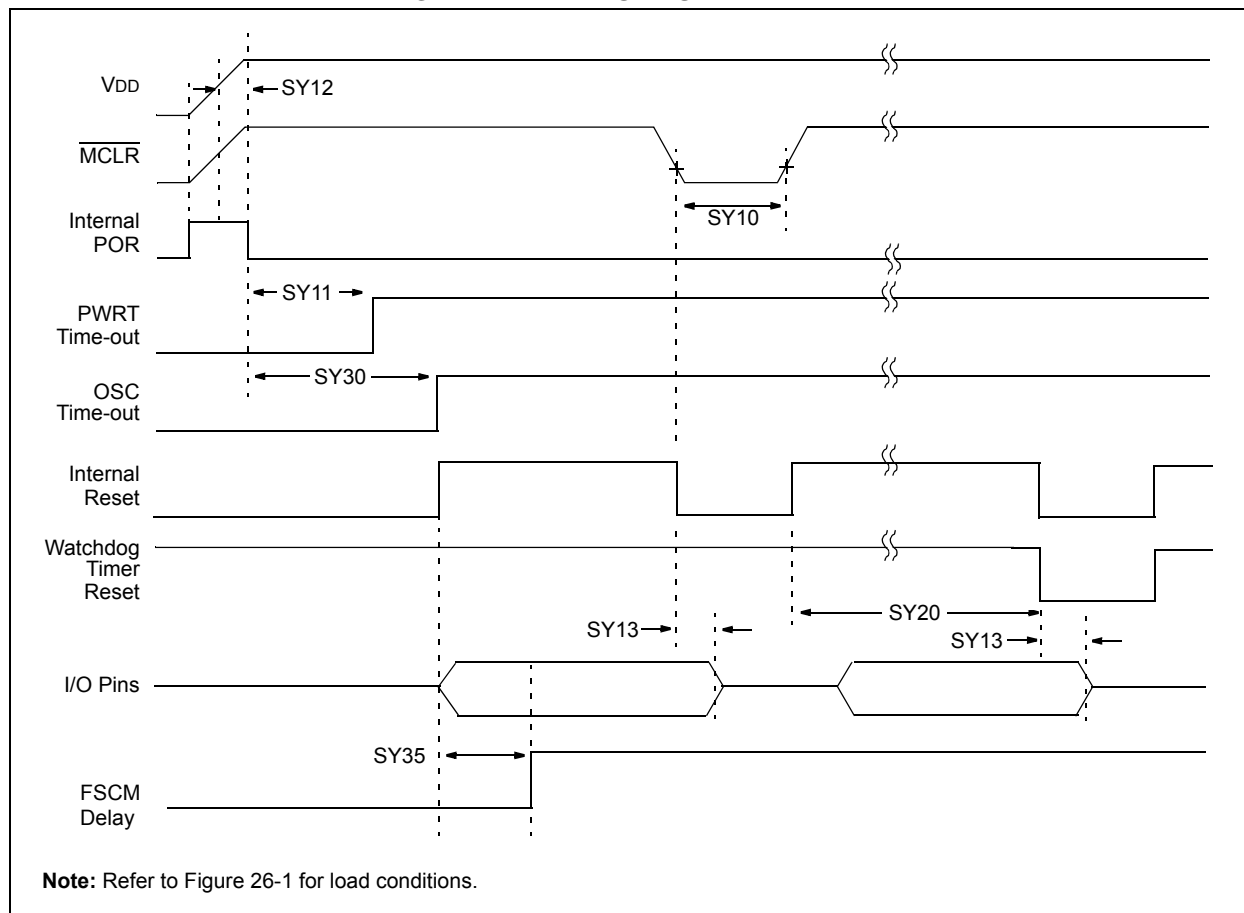 VDD
SY12
MCLR
SY10
Internal
POR
SY11
PWRT
Time-out
SY30
OSC
Time-out
Internal
Reset
Watchdog
Timer
Reset
SY20
SY13
SY13
I/O Pins
SY35
FSCM
Delay
Note: Refer to Figure 26-1 for load conditions.